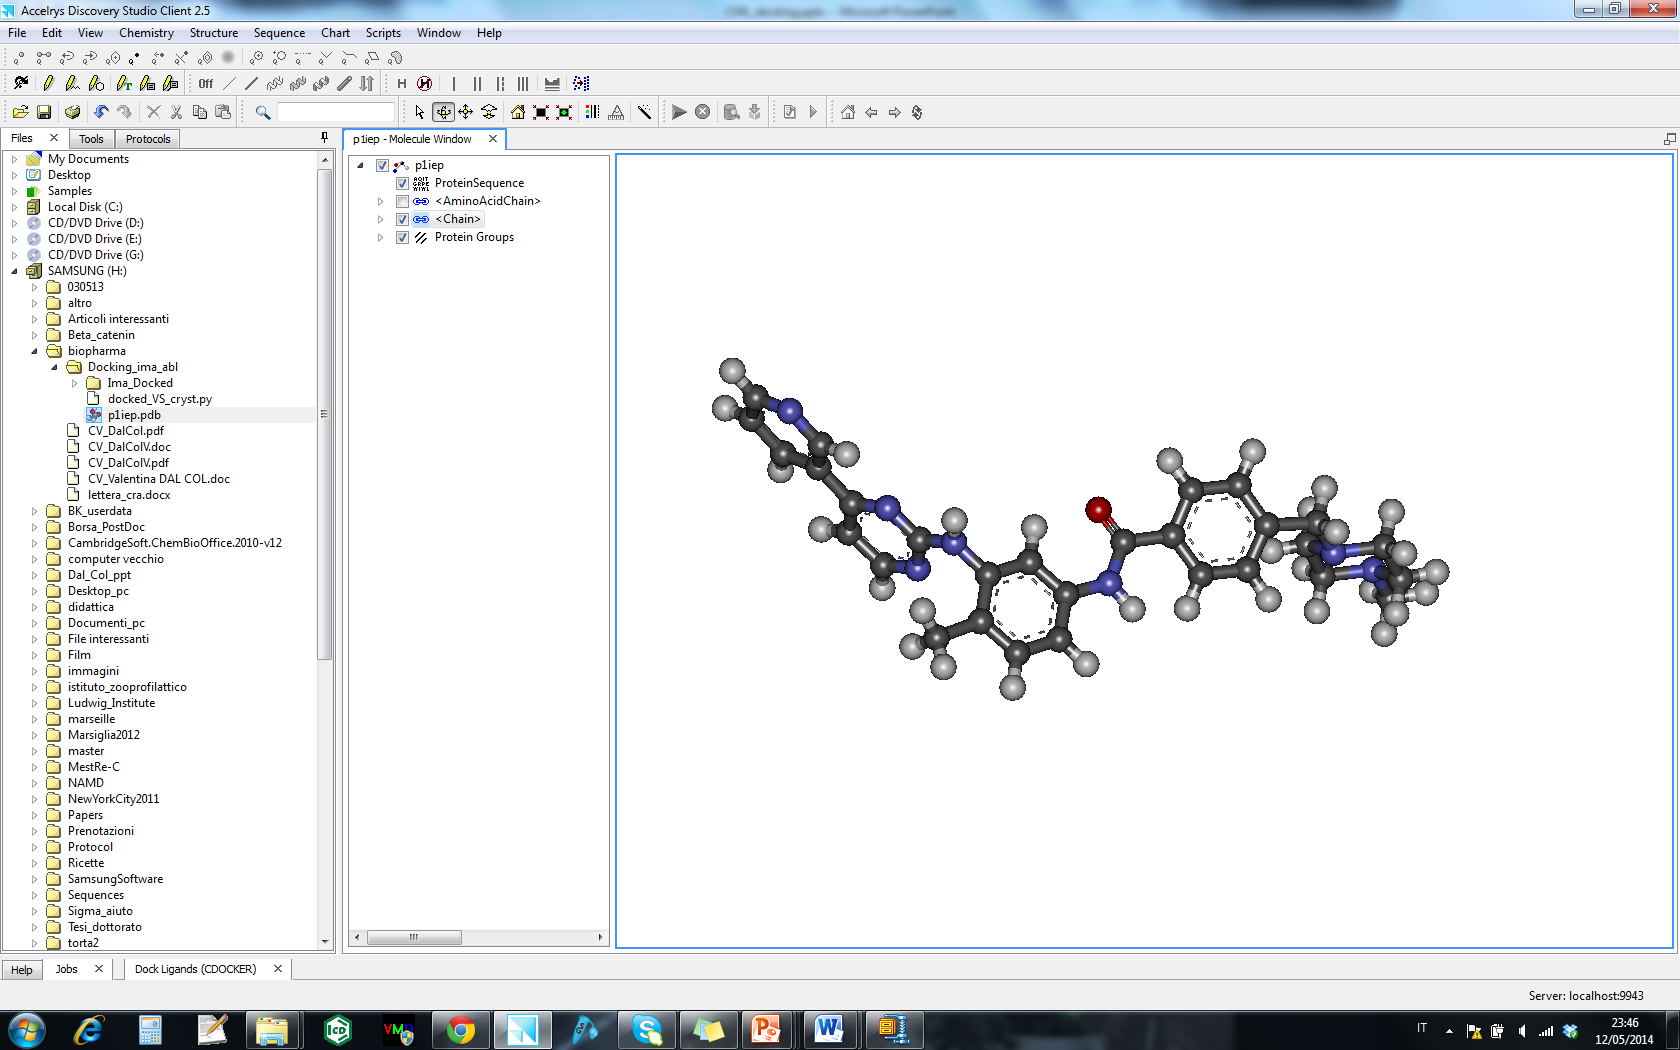 Accelrys Discovery Studio Client 2.5
File Edit View Chemistry Structure Sequence Chart Scripts Window Help
Off
H H
Files Tools Protocols
p1iep - Molecule Window
My Documents
Desktop
Samples
Local Disk (C:)
CD/DVD Drive (D:)
CD/DVD Drive (E:)
CD/DVD Drive (G:)
SAMSUNG (H:)
030513
altro
Articoli interessanti
Beta_catenin
biopharma
Docking_ima_abl
Ima_Docked
docked_VS_cryst.py
p1iep.pdb
CV_DalCol.pdf
CV_DalColV.doc
CV_DalColV.pdf
CV_Valentina DAL COL.doc
lettera_cra.docx
BK_userdata
Borsa_PostDoc
CambridgeSoft.ChemBioOffice.2010-v12
computer vecchio
Dal_Col_ppt
Desktop_pc
didattica
Documenti_pc
File interessanti
Film
immagini
istituto_zooprofilattico
Ludwig_Institute
marseille
Marsiglia2012
master
MestRe-C
NAMD
NewYorkCity2011
Papers
Prenotazioni
Protocol
Ricette
SamsungSoftware
Sequences
Sigma_aiuto
Tesi_dottorato
torta2
p1iep
ProteinSequence
<AminoAcidChain>
<Chain>
Protein Groups
Help Jobs Dock Ligands (CDOCKER)
Server: localhost:9943
ICD
VMD
IT
23:46
12/05/2014